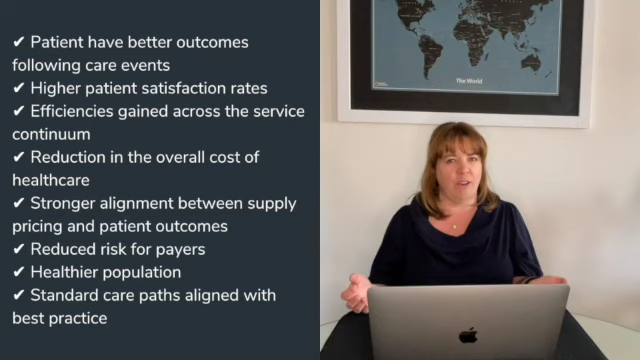 ✔ Patient have better outcomes
following care events
✔ Higher patient satisfaction rates
✔ Efficiencies gained across the service
continuum
✔ Reduction in the overall cost of
healthcare
✔ Stronger alignment between supply
pricing and patient outcomes
✔ Reduced risk for payers
✔ Healthier population
✔ Standard care paths aligned with
best practice
The World